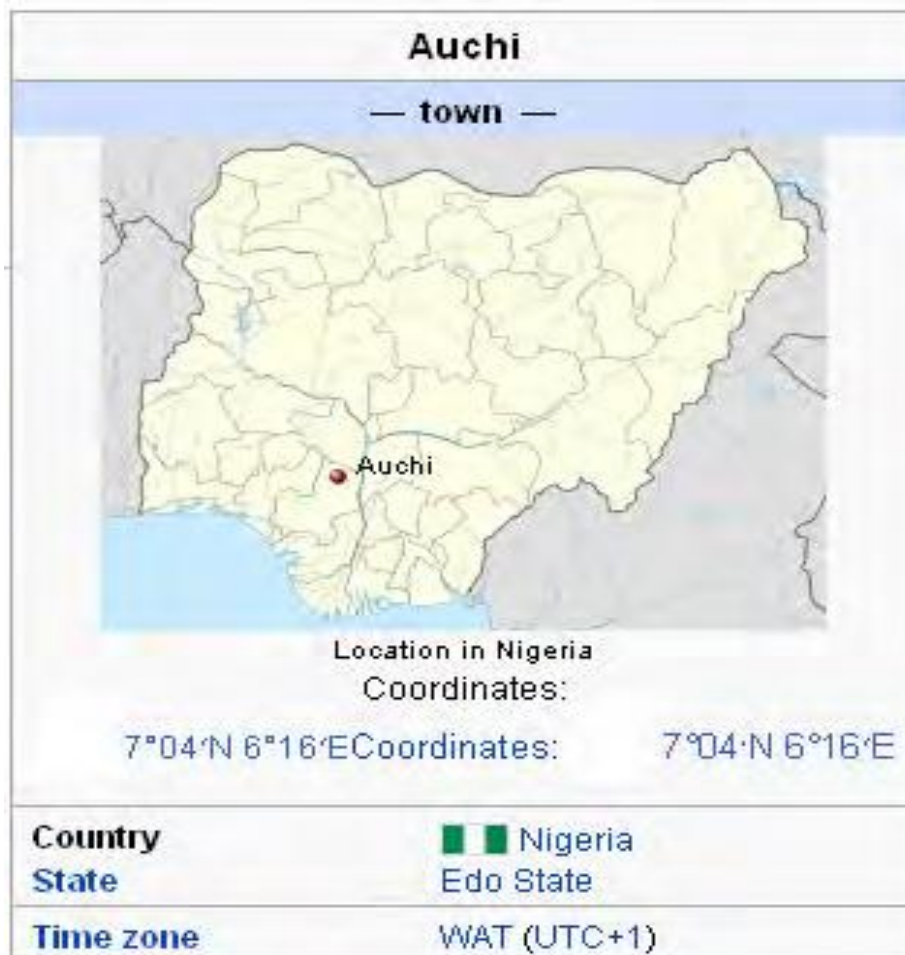 Auchi
— town —
Auchi
Location in Nigeria
Coordinates:
7°04′N 6°16′ECoordinates: 7°04′N 6°16′E
Country Nigeria
State Edo State
Time zone WAT (UTC+1)